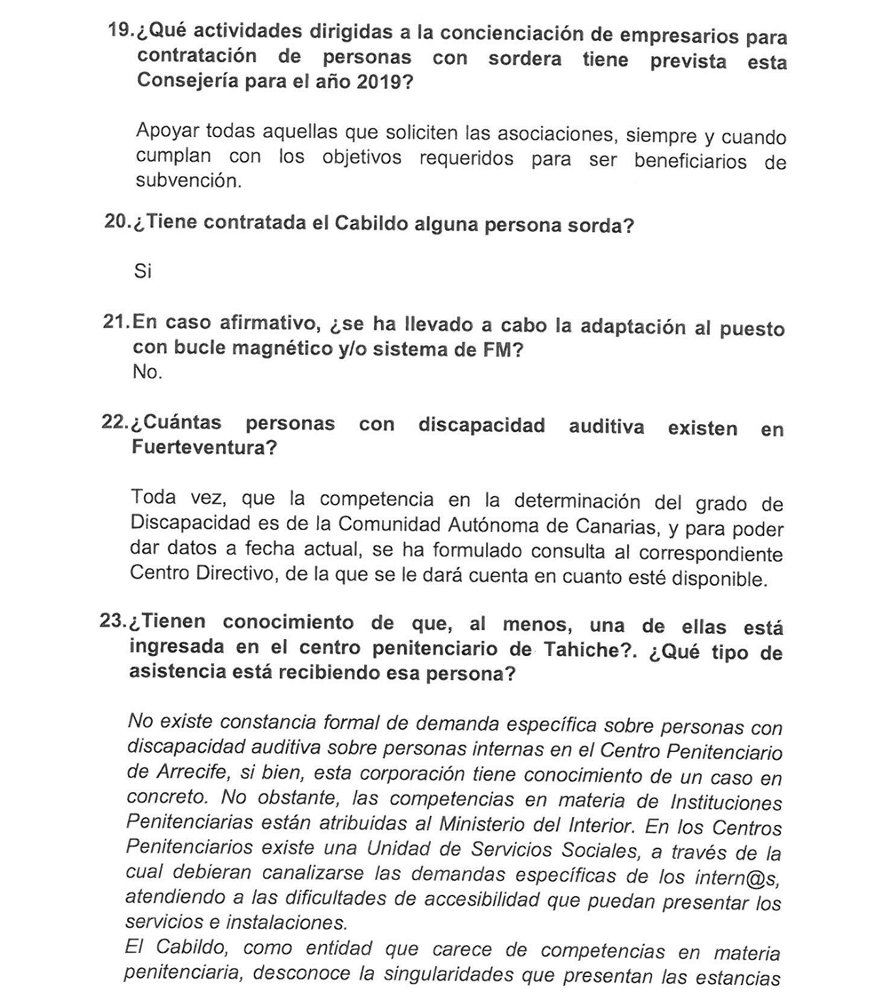 19.¿Qué actividades dirigidas a la concienciación de empresarios para
contratación de personas con sordera tiene prevista esta
Consejería para el año 2019?
Apoyar todas aquellas que soliciten las asociaciones, siempre y cuando
cumplan con los objetivos requeridos para ser beneficiarios de
subvención.
20.¿Tiene contratada el Cabildo alguna persona sorda?
Si
21.En caso afirmativo, ¿se ha llevado a cabo la adaptación al puesto
con bucle magnético y/o sistema de FM?
No.
22.¿Cuántas personas con discapacidad auditiva existen en
Fuerteventura?
Toda vez, que la competencia en la determinación del grado de
Discapacidad es de la Comunidad Autónoma de Canarias, y para poder
dar datos a fecha actual, se ha formulado consulta al correspondiente
Centro Directivo, de la que se le dará cuenta en cuanto esté disponible.
23.¿Tienen conocimiento de que, al menos, una de ellas está
ingresada en el centro penitenciario de Tahiche?. ¿Qué tipo de
asistencia está recibiendo esa persona?
No existe constancia formal de demanda específica sobre personas con
discapacidad auditiva sobre personas internas en el Centro Penitenciario
de Arrecife, si bien, esta corporación tiene conocimiento de un caso en
concreto. No obstante, las competencias en materia de Instituciones
Penitenciarias están atribuidas al Ministerio del Interior. En los Centros
Penitenciarios existe una Unidad de Servicios Sociales, a través de la
cual debieran canalizarse las demandas específicas de los intern@s,
atendiendo a las dificultades de accesibilidad que puedan presentar los
servicios e instalaciones.
El Cabildo, como entidad que carece de competencias en materia
penitenciaria, desconoce la singularidades que presentan las estancias